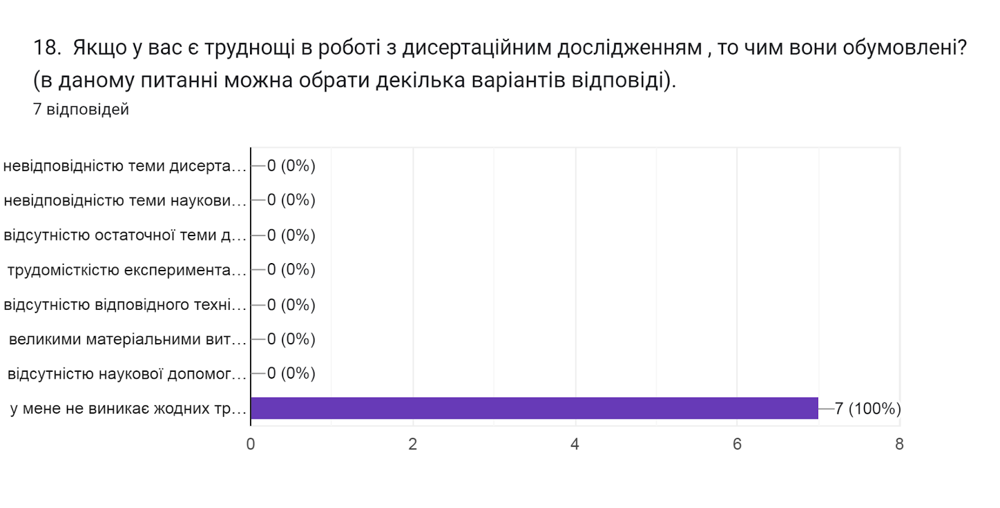 18. Якщо у вас є труднощі в роботі з дисертаційним дослідженням , то чим вони обумовлені?
(в даному питанні можна обрати декілька варіантів відповіді).
7 відповідей
невідповідністю теми дисерта… 0 (0%)
невідповідністю теми наукови… 0 (0%)
відсутністю остаточної теми д… 0 (0%)
трудомісткістю експеримента… 0 (0%)
відсутністю відповідного техні… 0 (0%)
великими матеріальними вит… 0 (0%)
відсутністю наукової допомог… 0 (0%)
у мене не виникає жодних тр… 7 (100%)
0 2 4 6 8